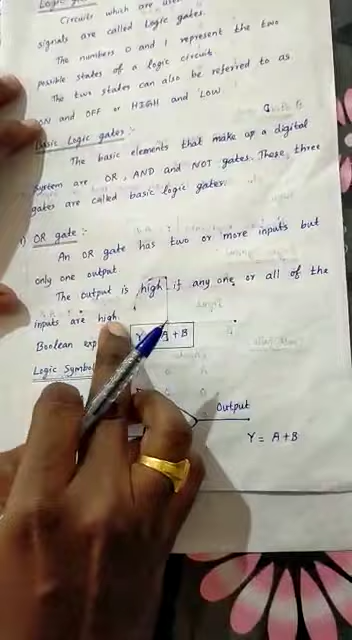 Logic gates
Circuits which are used
signals are called Logic gates.
The numbers 0 and 1 represent the two
possible states of a logic circuit
The two states can also be referred to as
ON and OFF or HIGH and LOW
Basic Logic gates :-
The basic elements that make up a digital
system are OR, AND and NOT gates. These three
gates are called basic logic gates.
OR gate :-
An OR gate has two or more inputs but
only one output
The output is high if any one or all of the
inputs are high.
Boolean Y A + B
Logic Symbol
Output
Y = A+B